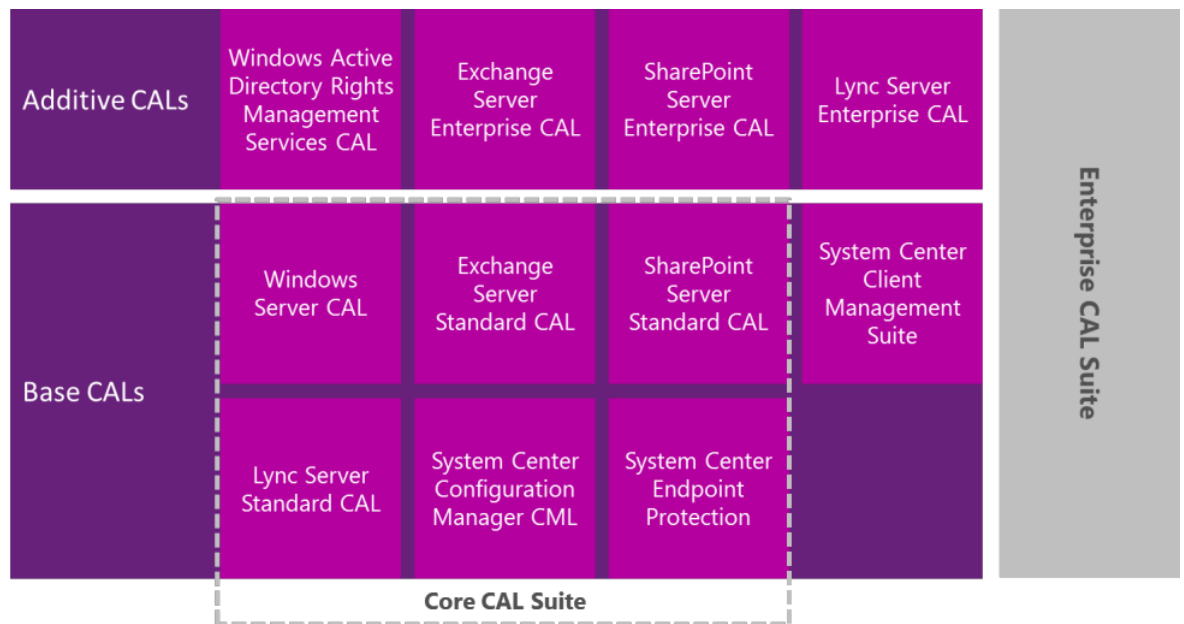 Additive CALs
Windows Active
Directory Rights
Management
Services CAL
Exchange
Server
Enterprise CAL
SharePoint
Server
Enterprise CAL
Lync Server
Enterprise CAL
Base CALs
Windows
Server CAL
Exchange
Server
Standard CAL
SharePoint
Server
Standard CAL
System Center
Client
Management
Suite
Lync Server
Standard CAL
System Center
Configuration
Manager CML
System Center
Endpoint
Protection
Core CAL Suite
Enterprise CAL Suite